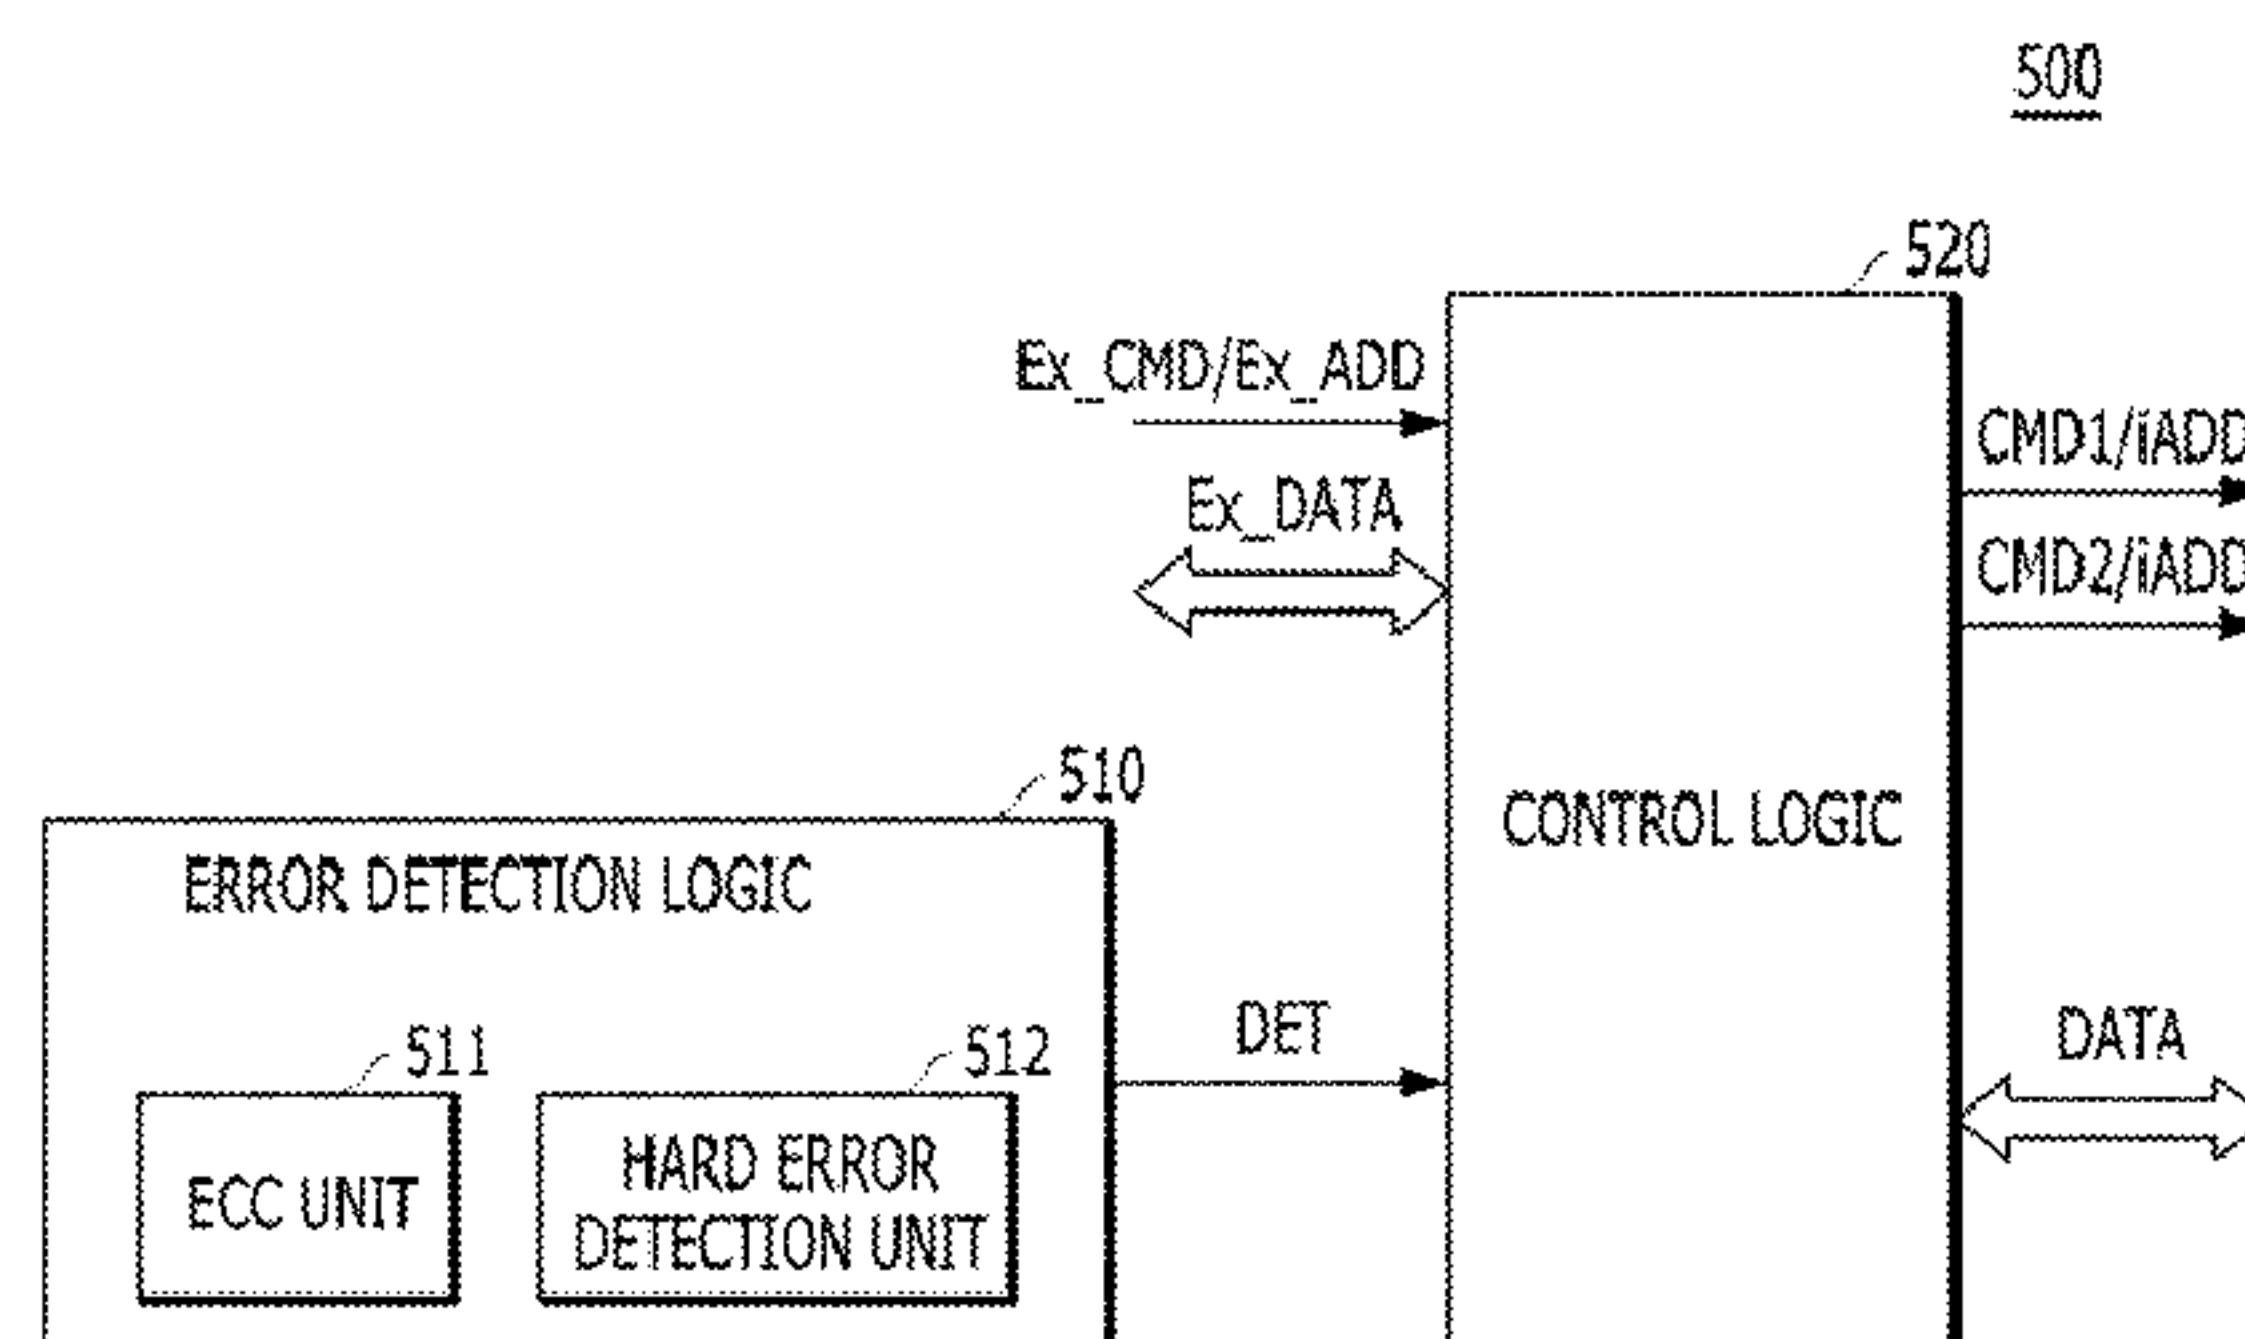 500
520
Ex_CMD/Ex_ADD
CMD1/iADD
Ex_DATA
CMD2/iADD
510
CONTROL LOGIC
ERROR DETECTION LOGIC
DET
DATA
511
512
ECC UNIT
HARD ERROR
DETECTION UNIT